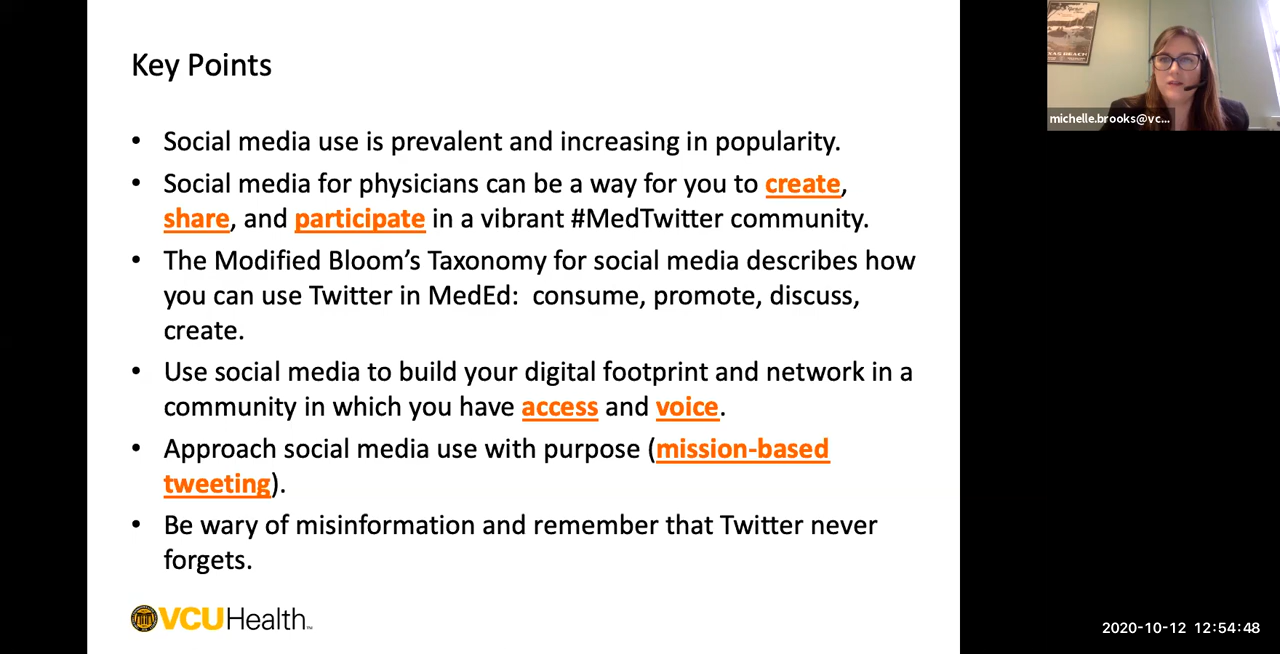 Key Points
• Social media use is prevalent and increasing in popularity.
• Social media for physicians can be a way for you to create,
share, and participate in a vibrant #MedTwitter community.
• The Modified Bloom’s Taxonomy for social media describes how
you can use Twitter in MedEd:  consume, promote, discuss,
create.
• Use social media to build your digital footprint and network in a
community in which you have access and voice.
• Approach social media use with purpose (mission-based
tweeting).
• Be wary of misinformation and remember that Twitter never
forgets.
VCUHealth™
michelle.brooks@vc...
2020-10-12 12:54:48